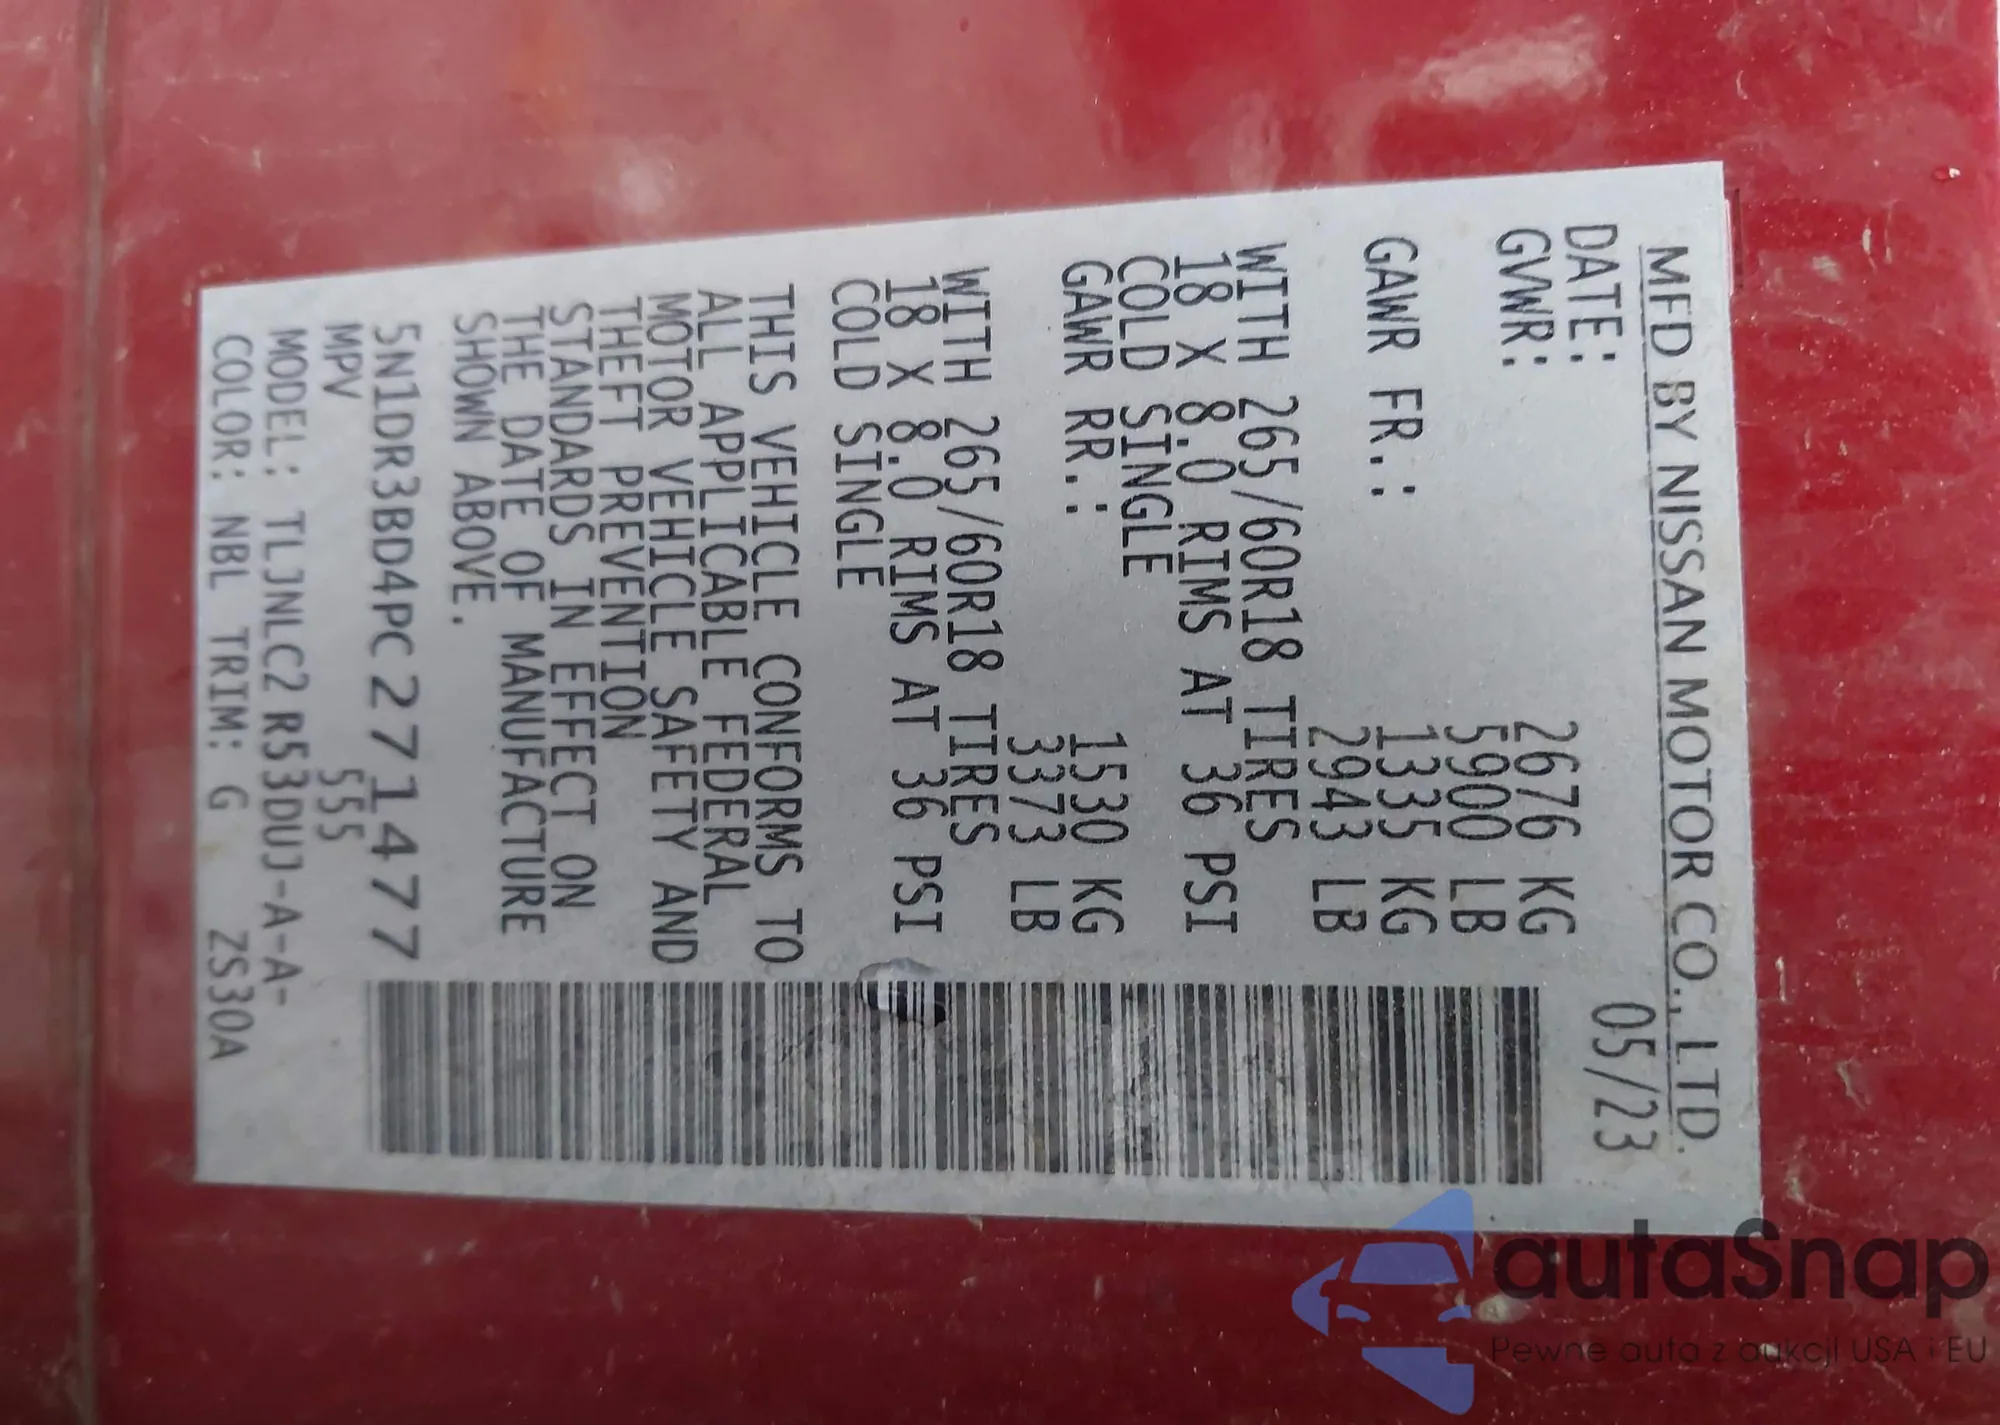 MFD BY NISSAN MOTOR CO., LTD.
DATE: 05/23
GVWR: 2676 KG
5900 LB
GAWR FR.: 1335 KG
2943 LB
WITH 265/60R18 TIRES
18 X 8.0 RIMS AT 36 PSI
COLD SINGLE
GAWR RR.: 1530 KG
3373 LB
WITH 265/60R18 TIRES
18 X 8.0 RIMS AT 36 PSI
COLD SINGLE
THIS VEHICLE CONFORMS TO
ALL APPLICABLE FEDERAL
MOTOR VEHICLE SAFETY AND
THEFT PREVENTION
STANDARDS IN EFFECT ON
THE DATE OF MANUFACTURE
SHOWN ABOVE.
5N1DR3BD4PC271477
MPV 555
MODEL: TLJNLC2 R53DUJ-A-A-
COLOR: NBL TRIM: G ZS30A
autaSnap
Pewne auta z aukcji USA i EU